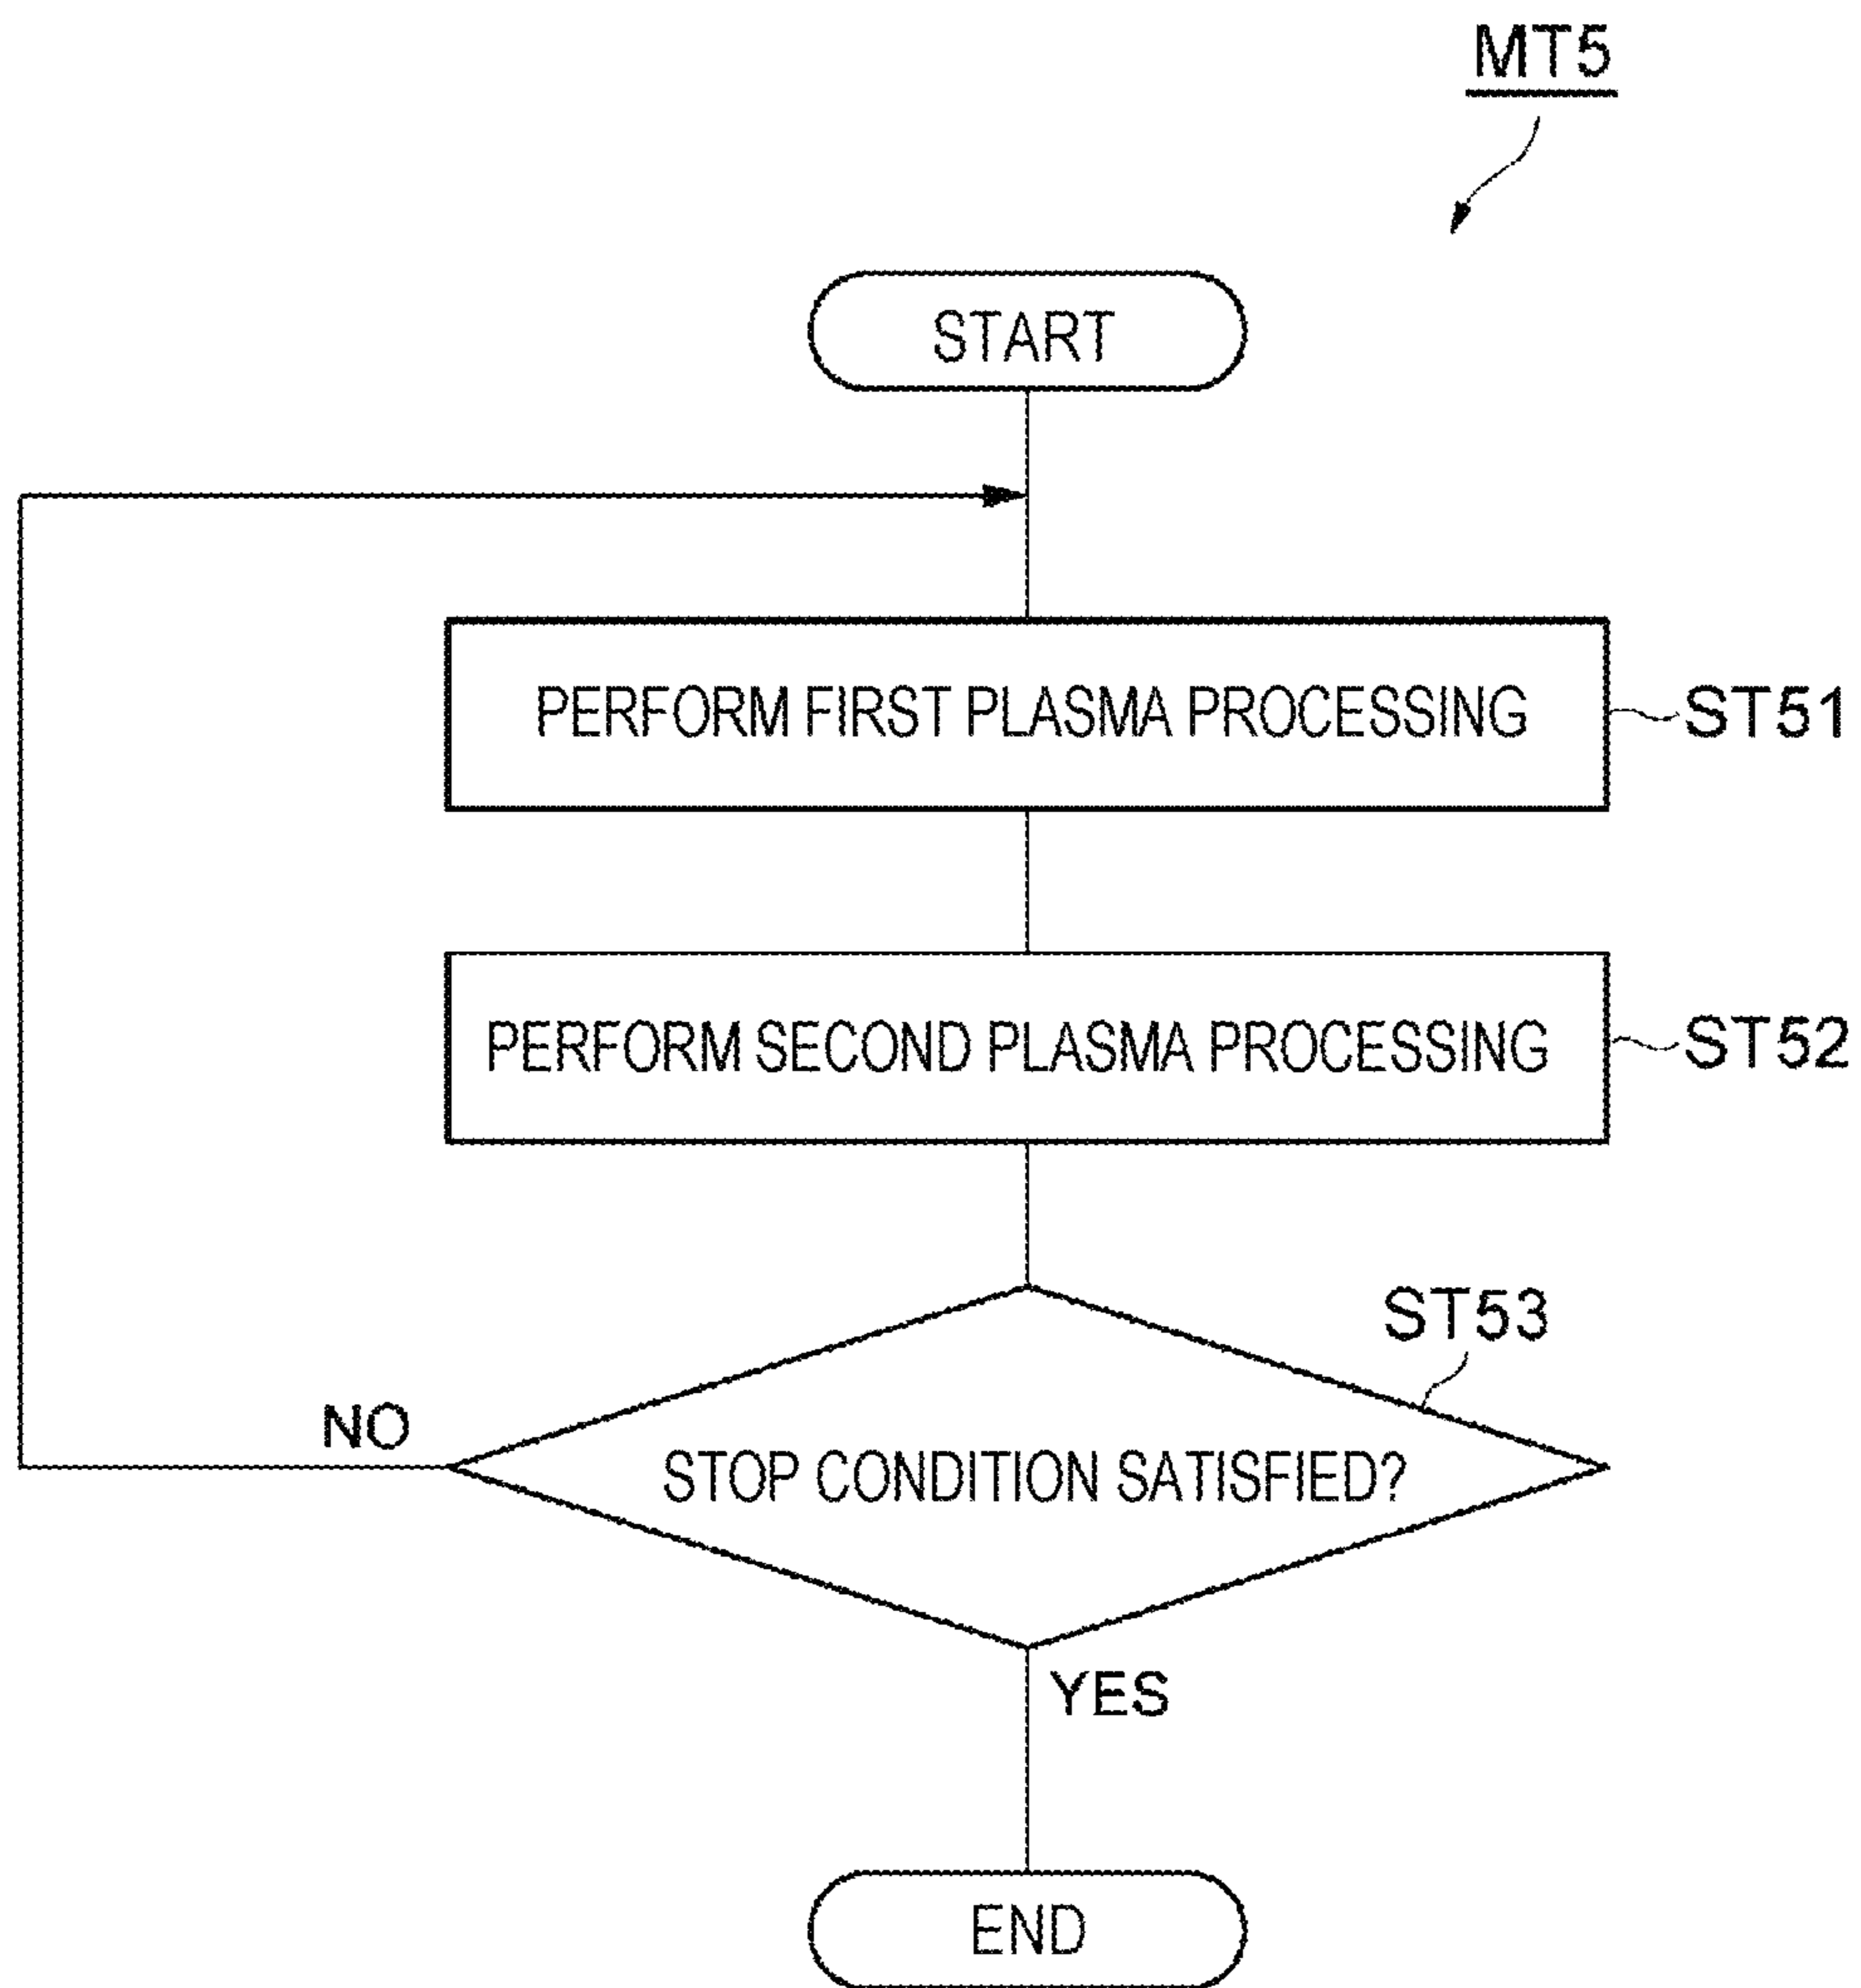 MT5
START
PERFORM FIRST PLASMA PROCESSING
ST51
PERFORM SECOND PLASMA PROCESSING
ST52
ST53
STOP CONDITION SATISFIED?
NO
YES
END